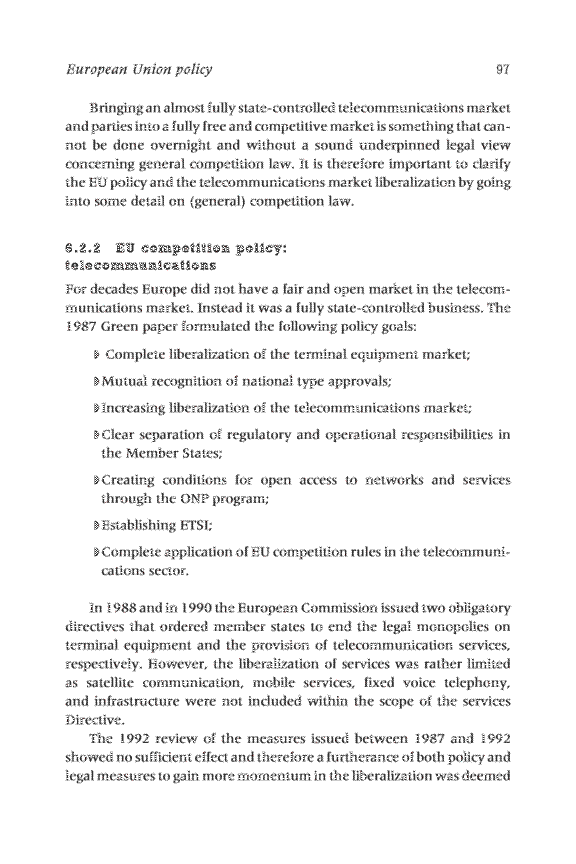 European Union policy 97
Bringing an almost fully state-controlled telecommunications market
and parties into a fully free and competitive market is something that can-
not be done overnight and without a sound underpinned legal view
concerning general competition law. It is therefore important to clarify
the EU policy and the telecommunications market liberalization by going
into some detail on (general) competition law.
6.2.2 EU competition policy:
telecommunications
For decades Europe did not have a fair and open market in the telecom-
munications market. Instead it was a fully state-controlled business. The
1987 Green paper formulated the following policy goals:
◗ Complete liberalization of the terminal equipment market;
◗ Mutual recognition of national type approvals;
◗ Increasing liberalization of the telecommunications market;
◗ Clear separation of regulatory and operational responsibilities in
the Member States;
◗ Creating conditions for open access to networks and services
through the ONP program;
◗ Establishing ETSI;
◗ Complete application of EU competition rules in the telecommuni-
cations sector.
In 1988 and in 1990 the European Commission issued two obligatory
directives that ordered member states to end the legal monopolies on
terminal equipment and the provision of telecommunication services,
respectively. However, the liberalization of services was rather limited
as satellite communication, mobile services, fixed voice telephony,
and infrastructure were not included within the scope of the services
Directive.
The 1992 review of the measures issued between 1987 and 1992
showed no sufficient effect and therefore a furtherance of both policy and
legal measures to gain more momentum in the liberalization was deemed